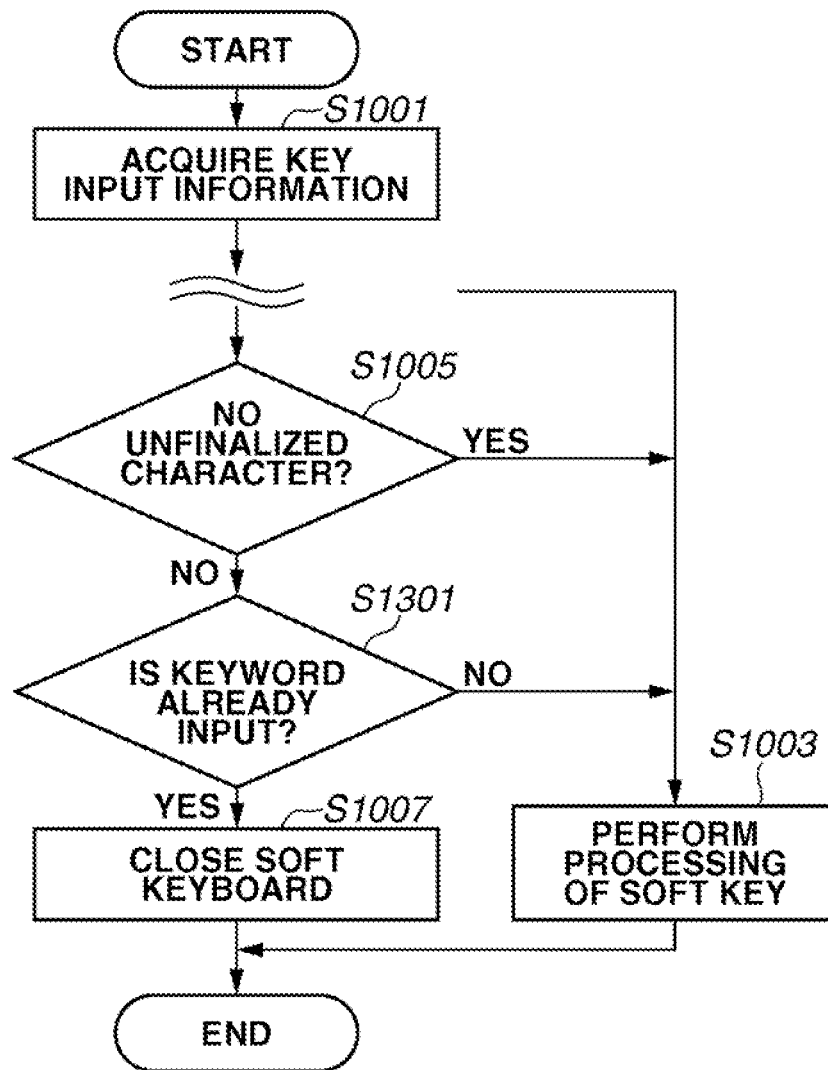 START
S1001
ACQUIRE KEY
INPUT INFORMATION
S1005
NO
UNFINALIZED
CHARACTER?
YES
NO
S1301
IS KEYWORD
ALREADY
INPUT?
NO
YES
S1007
CLOSE SOFT
KEYBOARD
S1003
PERFORM
PROCESSING
OF SOFT KEY
END